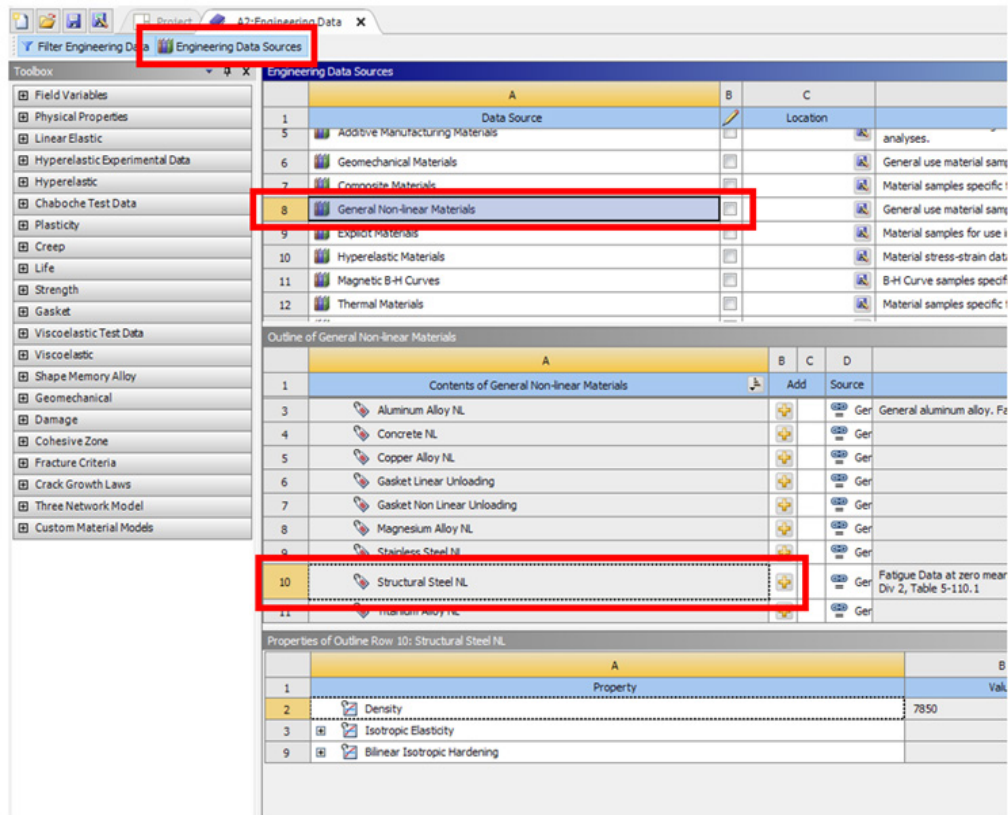 Project A2:Engineering Data X
Filter Engineering Data Engineering Data Sources
Toolbox
Field Variables
Physical Properties
Linear Elastic
Hyperelastic Experimental Data
Hyperelastic
Chaboche Test Data
Plasticity
Creep
Life
Strength
Gasket
Viscoelastic Test Data
Viscoelastic
Shape Memory Alloy
Geomechanical
Damage
Cohesive Zone
Fracture Criteria
Crack Growth Laws
Three Network Model
Custom Material Models
Engineering Data Sources
A B C
1 Data Source Location
5 Additive Manufacturing Materials analyses.
6 Geomechanical Materials General use material samp
7 Composite Materials Material samples specific
8 General Non-linear Materials General use material samp
9 Explicit Materials Material samples for use i
10 Hyperelastic Materials Material stress-strain data
11 Magnetic B-H Curves B-H Curve samples specif
12 Thermal Materials Material samples specific
Outline of General Non-linear Materials
A B C D
1 Contents of General Non-linear Materials Add Source
3 Aluminum Alloy NL Ger General aluminum alloy. Fa
4 Concrete NL Ger
5 Copper Alloy NL Ger
6 Gasket Linear Unloading Ger
7 Gasket Non Linear Unloading Ger
8 Magnesium Alloy NL Ger
9 Stainless Steel NL Ger
10 Structural Steel NL Ger Fatigue Data at zero mear
Div 2, Table 5-110.1
11 Titanium Alloy NL Ger
Properties of Outline Row 10: Structural Steel NL
A B
1 Property Valu
2 Density 7850
3 Isotropic Elasticity
9 Bilinear Isotropic Hardening